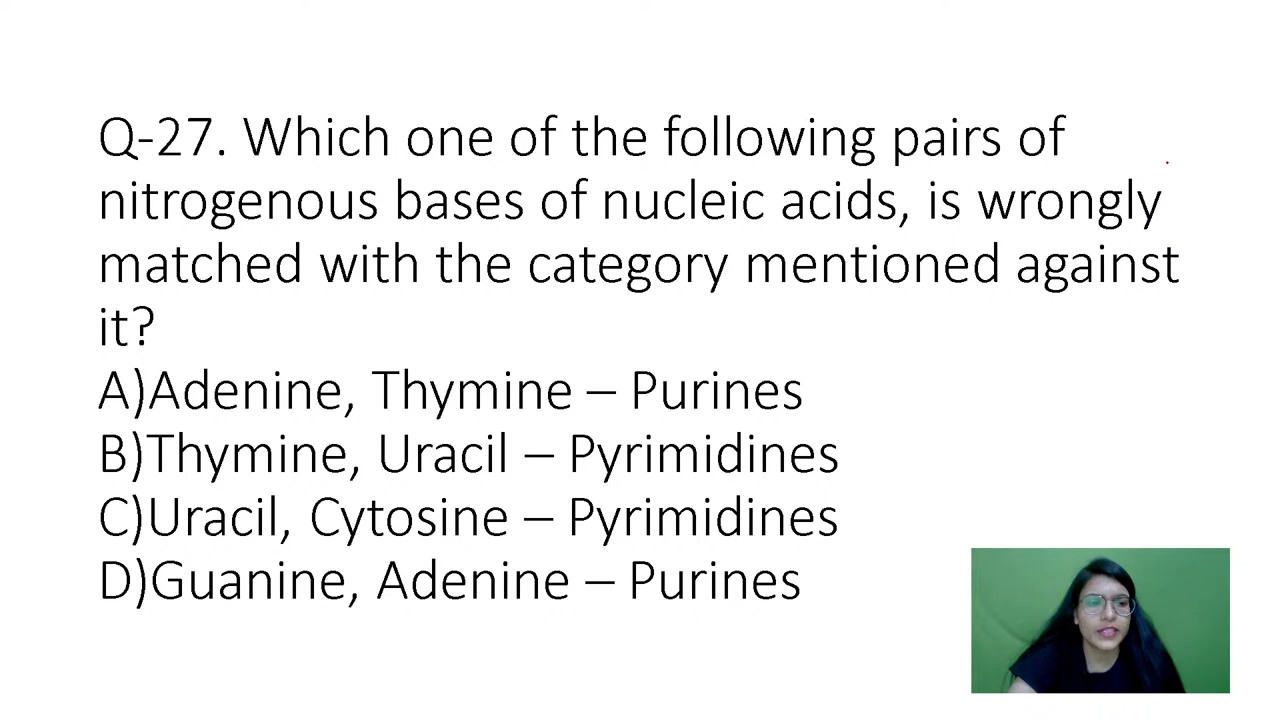 Q-27. Which one of the following pairs of
nitrogenous bases of nucleic acids, is wrongly
matched with the category mentioned against
it?
A)Adenine, Thymine – Purines
B)Thymine, Uracil – Pyrimidines
C)Uracil, Cytosine – Pyrimidines
D)Guanine, Adenine – Purines